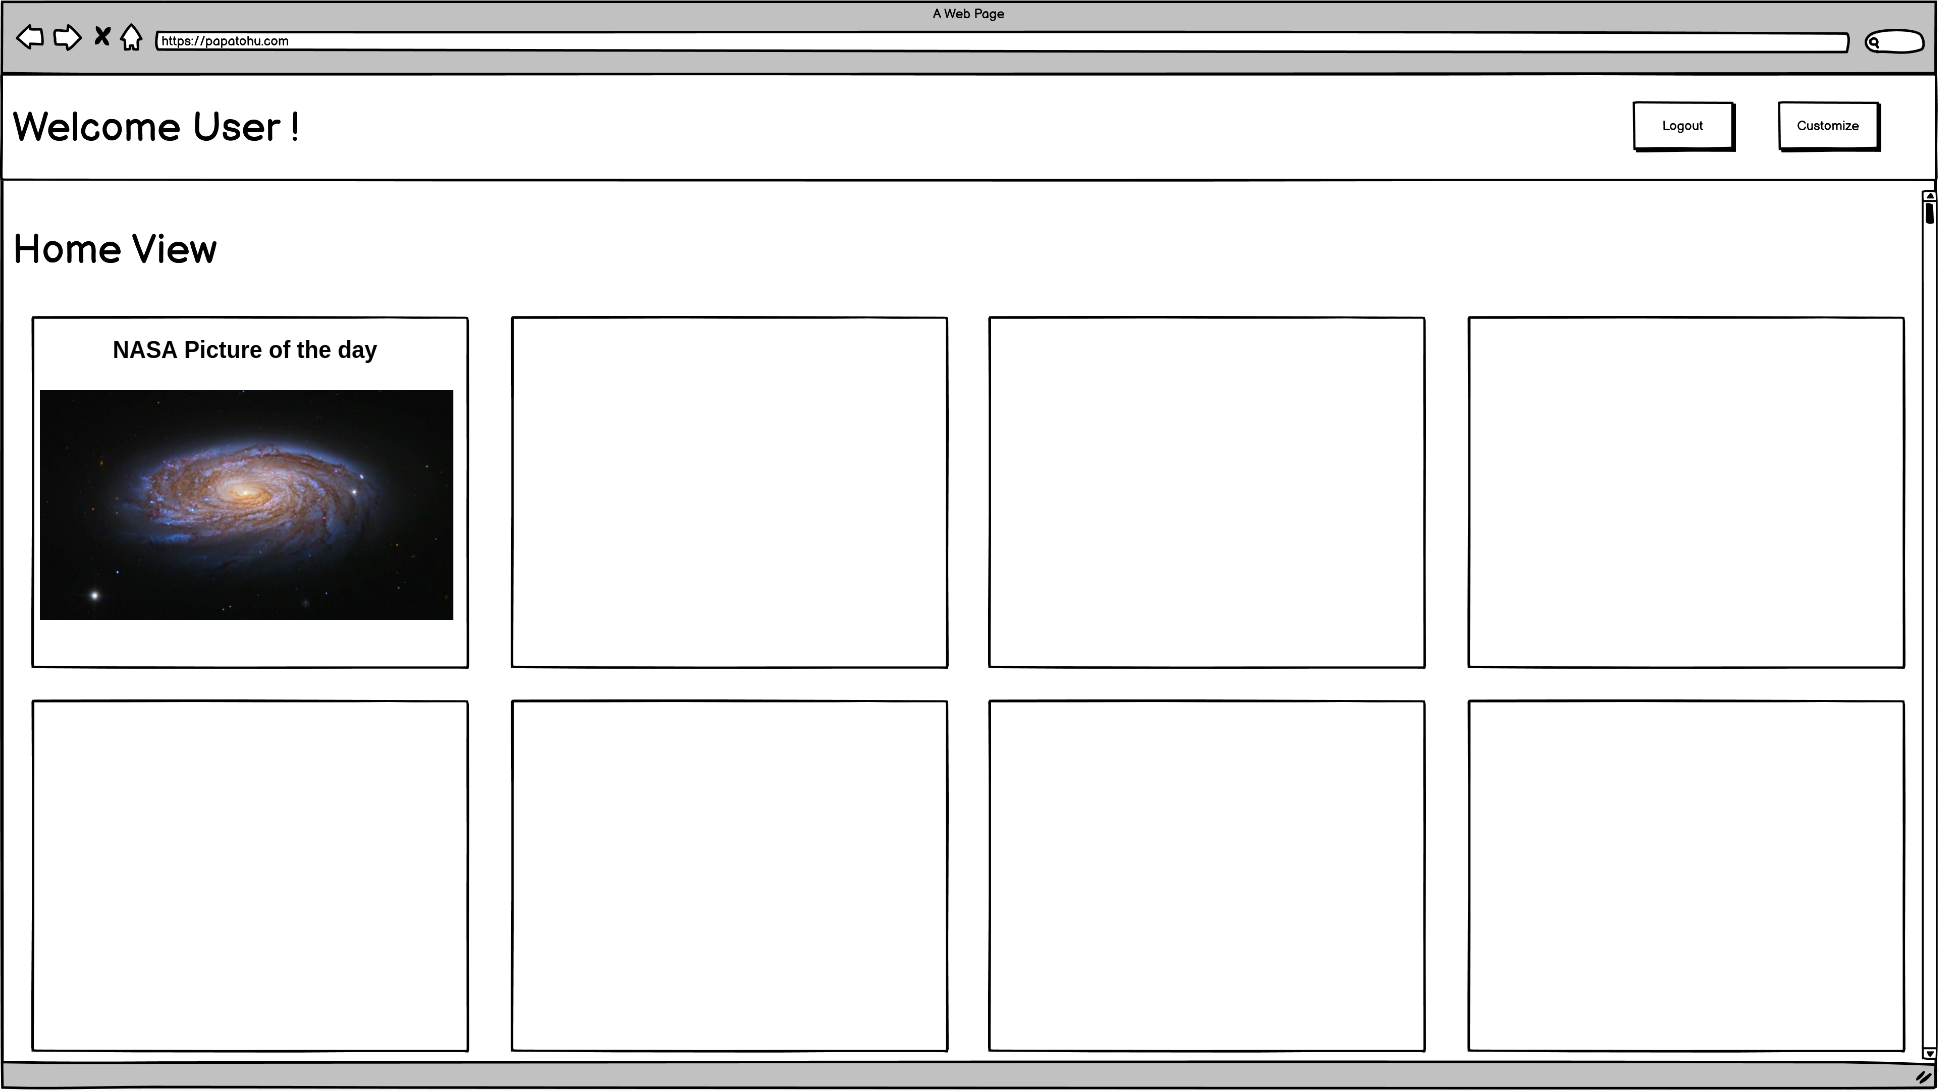 A Web Page
https://papatohu.com
Welcome User !
Logout
Customize
Home View
NASA Picture of the day